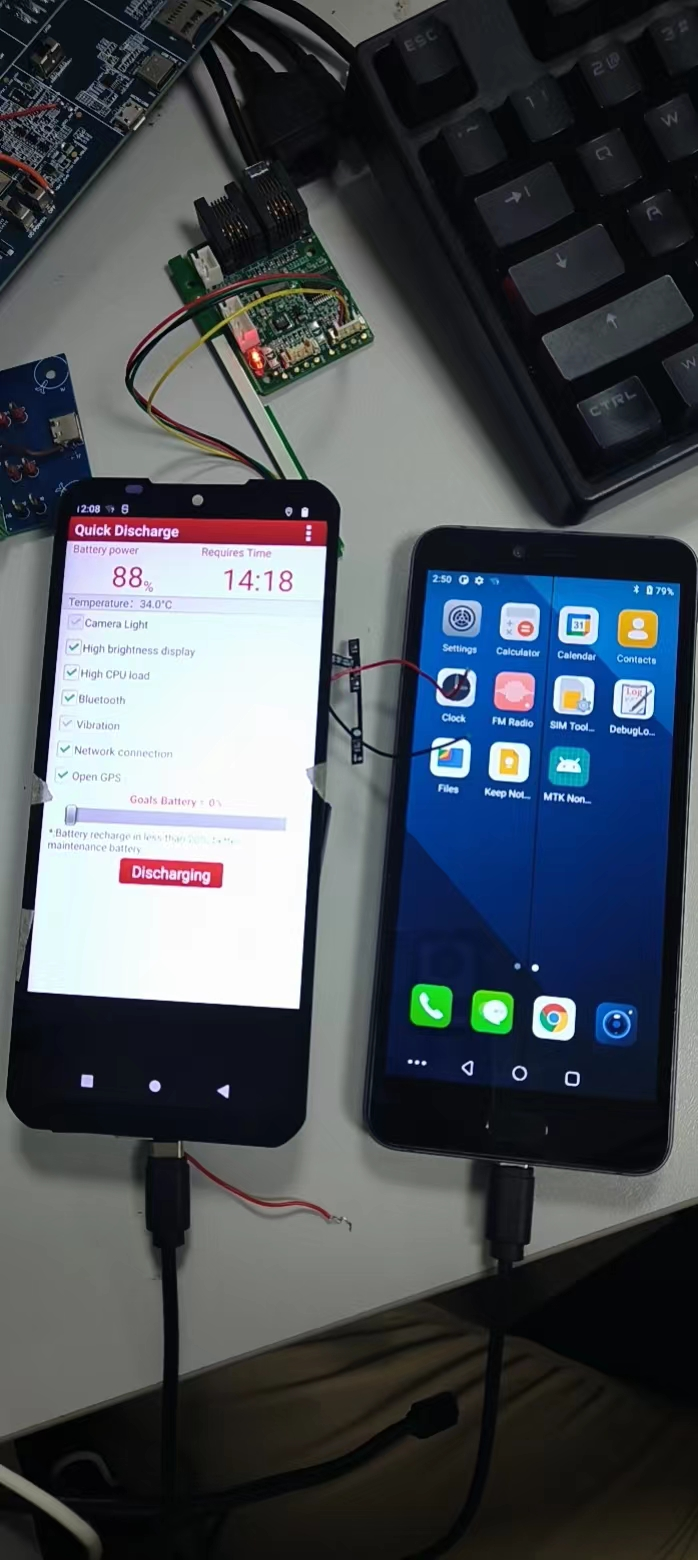 ESC
1!
2@
3#
Q
W
A
CTRL
12:08
Quick Discharge
Battery power
Requires Time
88%
14:18
Temperature: 34.0°C
Camera Light
High brightness display
High CPU load
Bluetooth
Vibration
Network connection
Open GPS
Goals Battery : 0%
*.Battery recharge in less than
maintenance battery.
Discharging
2:50
79%
Settings
Calculator
31
Calendar
Contacts
Clock
FM Radio
SIM Tool...
Log
DebugLo...
Files
Keep Not...
MTK Non...